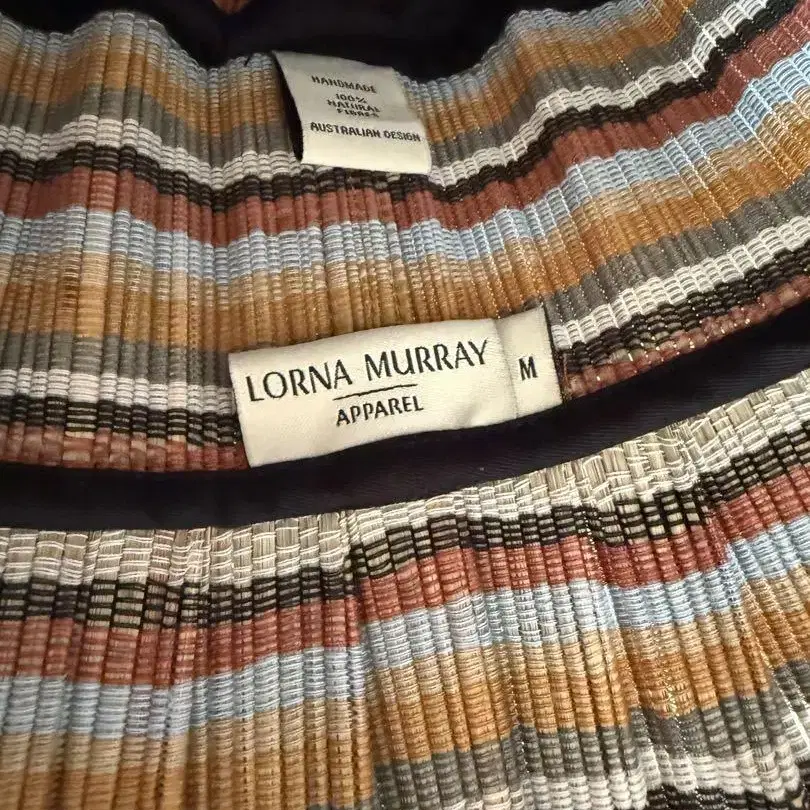 HANDMADE
100%
NATURAL
FIBRES
AUSTRALIAN DESIGN
LORNA MURRAY
APPAREL
M